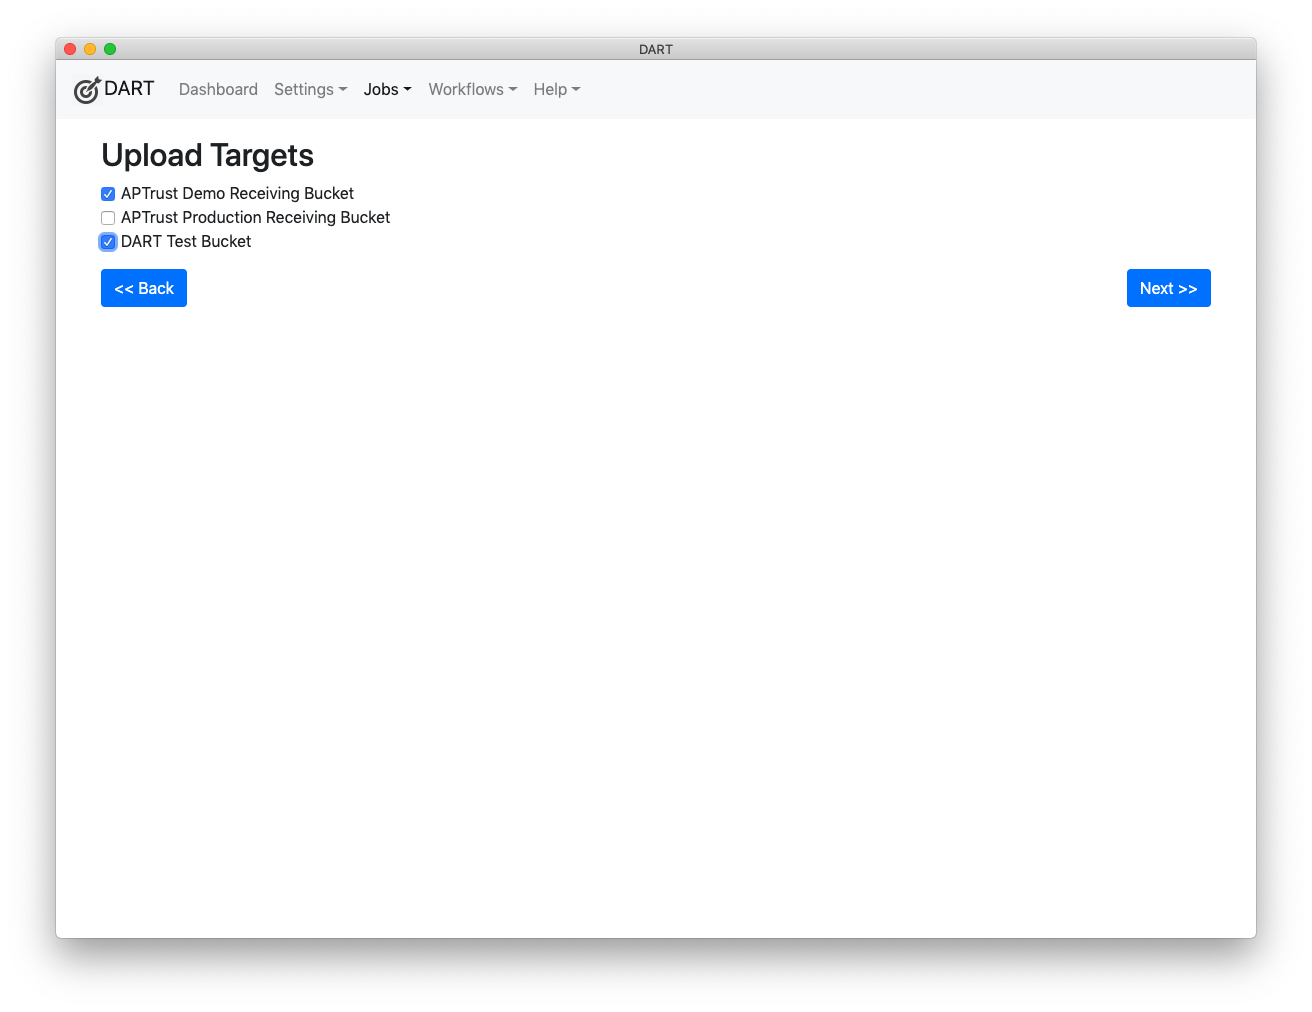 DART
DART Dashboard Settings Jobs Workflows Help
Upload Targets
APTrust Demo Receiving Bucket
APTrust Production Receiving Bucket
DART Test Bucket
<< Back Next >>